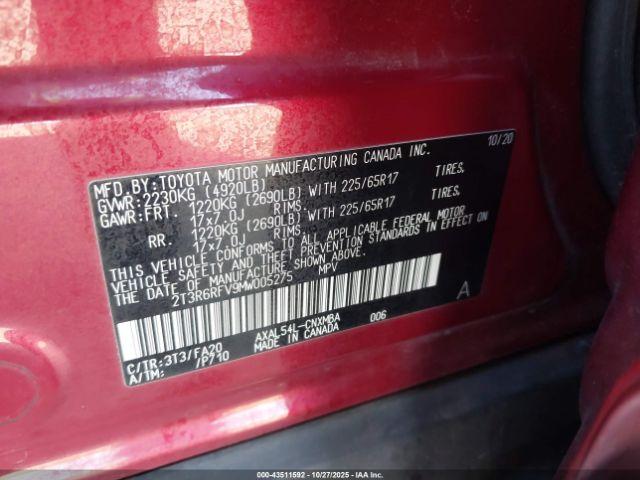 MFD.BY:TOYOTA MOTOR MANUFACTURING CANADA INC. 10/20
GVWR:2230KG (4920LB)
GAWR:FRT. 1220KG (2690LB) WITH 225/65R17 TIRES,
17x7.0J RIMS
RR. 1220KG (2690LB) WITH 225/65R17 TIRES,
17x7.0J RIMS
THIS VEHICLE CONFORMS TO ALL APPLICABLE FEDERAL MOTOR
VEHICLE SAFETY AND THEFT PREVENTION STANDARDS IN EFFECT ON
THE DATE OF MANUFACTURE SHOWN ABOVE.
2T3R6RFV9MW005275 MPV A
C/TR:3T3/FA20 AXAL54L-CNXMBA 006
A/TM: /P710 MADE IN CANADA
000-43511592 - 10/27/2025 - IAAI.com